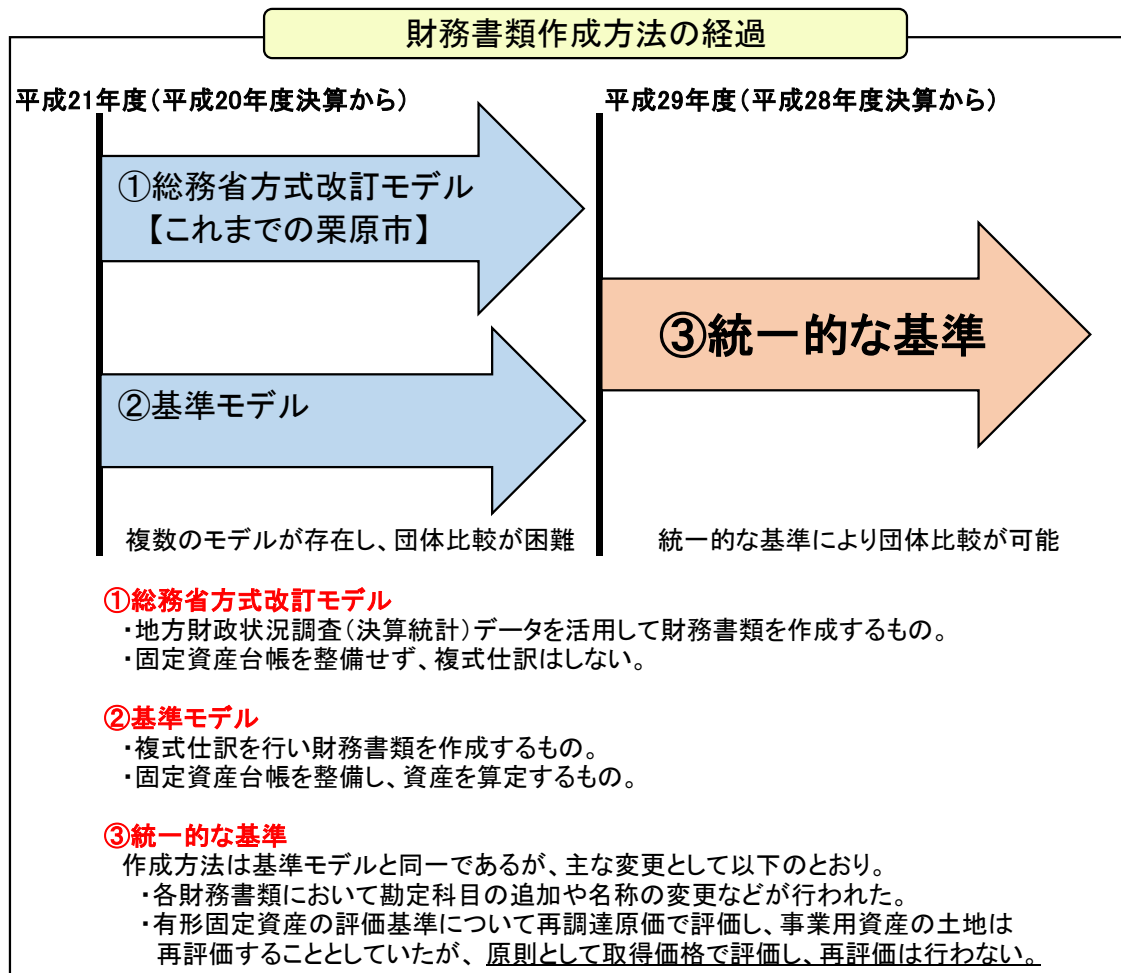 財務書類作成方法の経過
平成21年度(平成20年度決算から)
平成29年度(平成28年度決算から)
①総務省方式改訂モデル
【これまでの栗原市】
③統一的な基準
②基準モデル
複数のモデルが存在し、団体比較が困難
統一的な基準により団体比較が可能
①総務省方式改訂モデル
・地方財政状況調査(決算統計)データを活用して財務書類を作成するもの。
・固定資産台帳を整備せず、複式仕訳はしない。
②基準モデル
・複式仕訳を行い財務書類を作成するもの。
・固定資産台帳を整備し、資産を算定するもの。
③統一的な基準
作成方法は基準モデルと同一であるが、主な変更として以下のとおり。
・各財務書類において勘定科目の追加や名称の変更などが行われた。
・有形固定資産の評価基準について再調達原価で評価し、事業用資産の土地は
再評価することとしていたが、原則として取得価格で評価し、再評価は行わない。